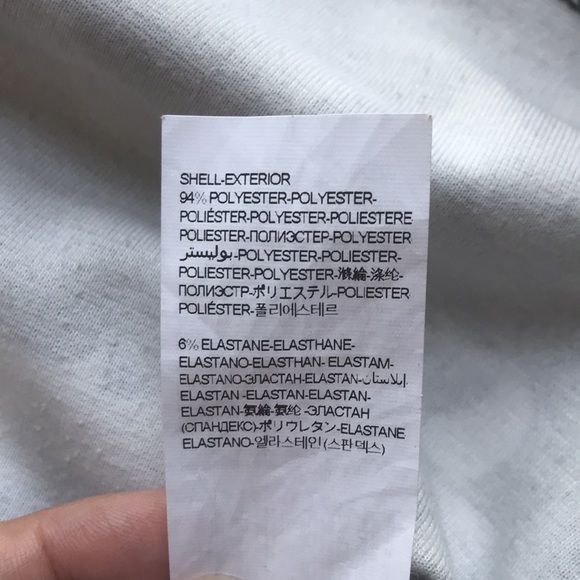 SHELL-EXTERIOR
94% POLYESTER-POLYESTER-
POLIÉSTER-POLYESTER-POLIESTERE
POLIESTER-ПОЛИЭСТЕР-POLYESTER
بوليستر-POLYESTER-POLIESTER-
POLIESTER-POLYESTER-滌綸-涤纶-
ПОЛИЭСТР-ポリエステル-POLIESTER
POLIÉSTER-폴리에스테르
6% ELASTANE-ELASTHANE-
ELASTANO-ELASTHAN- ELASTAM-
ELASTANO-ЭЛАСТАН-ELASTAN-إيلاستان-
ELASTAN -ELASTAN-ELASTAN-
ELASTAN-氨綸-氨纶 -ЭЛАСТАН
(СПАНДЕКС)-ポリウレタン-ELASTANE
ELASTANO-엘라스테인(스판덱스)